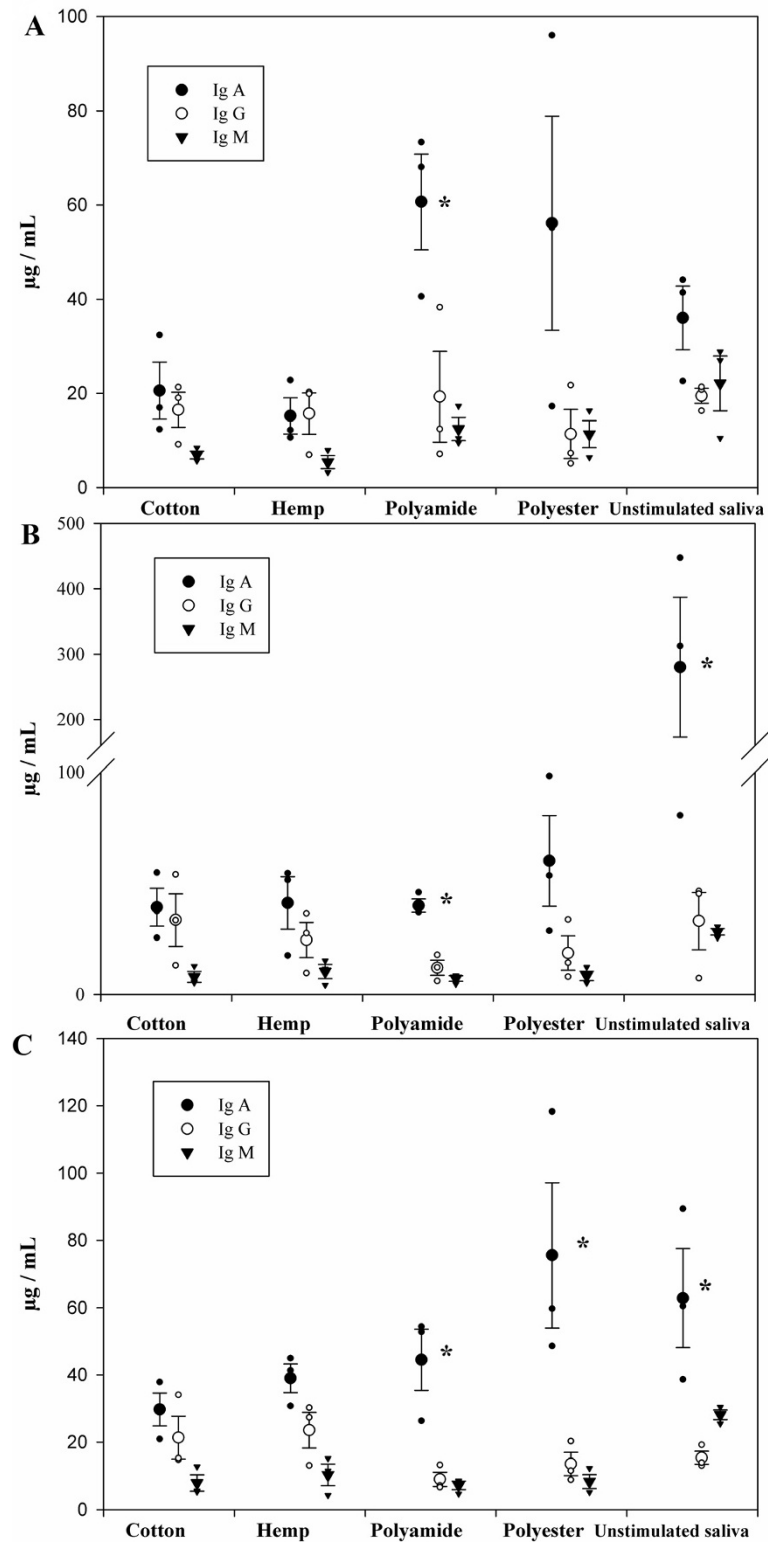 A
100
80
60
40
20
0
µg / mL
Ig A
Ig G
Ig M
*
Cotton Hemp Polyamide Polyester Unstimulated saliva
B
500
400
300
200
100
0
µg / mL
Ig A
Ig G
Ig M
*
*
Cotton Hemp Polyamide Polyester Unstimulated saliva
C
140
120
100
80
60
40
20
0
µg / mL
Ig A
Ig G
Ig M
*
*
*
Cotton Hemp Polyamide Polyester Unstimulated saliva